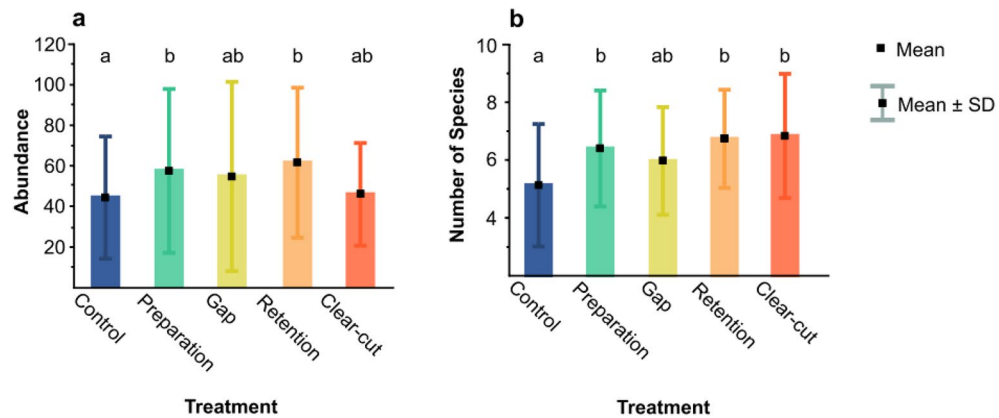 a
120
100
80
60
40
20
Abundance
a b ab b ab
Control
Preparation
Gap
Retention
Clear-cut
Treatment
b
10
8
6
4
Number of Species
a b ab b b
Control
Preparation
Gap
Retention
Clear-cut
Treatment
Mean
Mean ± SD